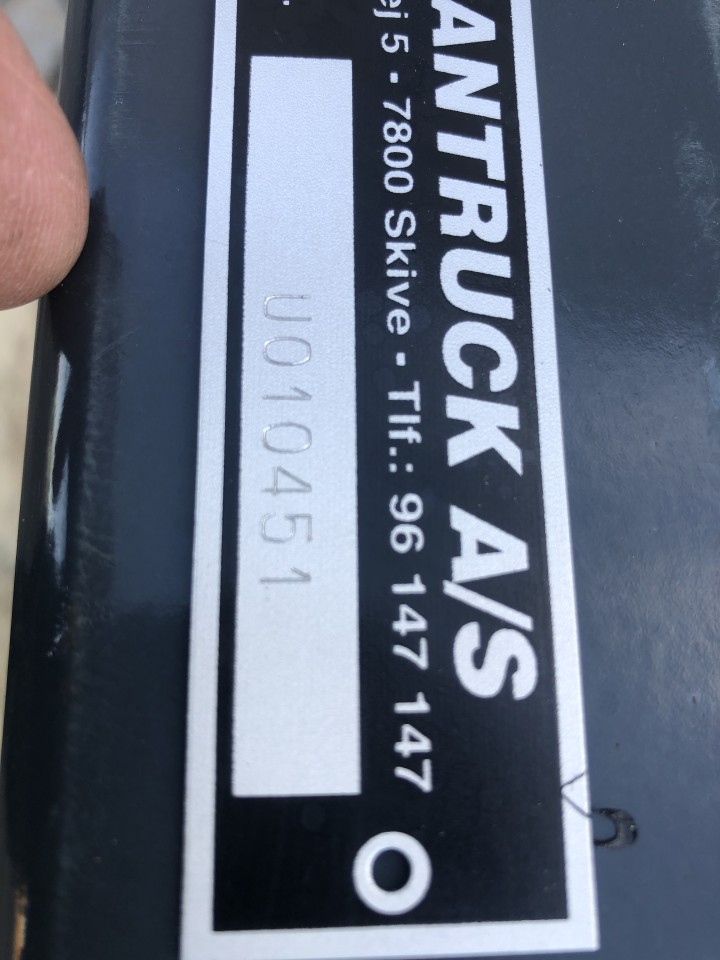 ANTRUCK A/S
ej 5 · 7800 Skive · Tlf.: 96 147 147
U010451